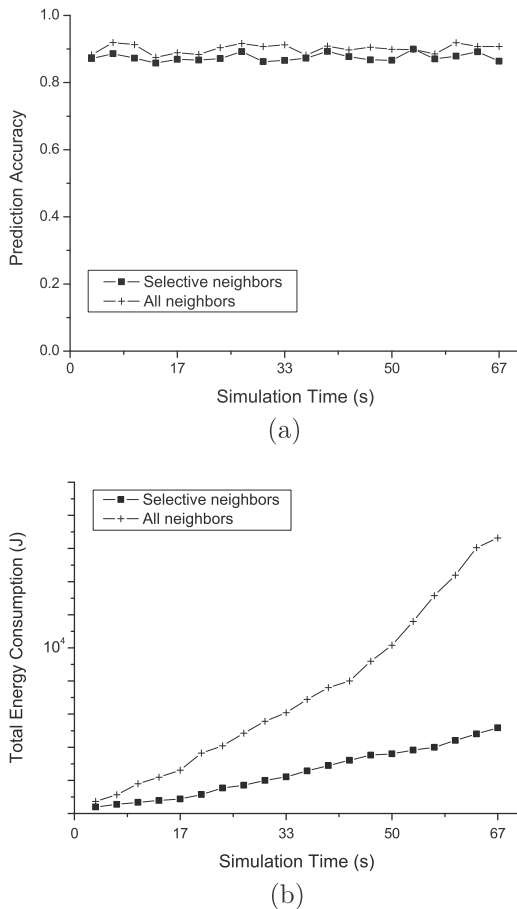 1.0
0.8
0.6
0.4
0.2
0.0
Prediction Accuracy
Selective neighbors
All neighbors
0 17 33 50 67
Simulation Time (s)
(a)
Total Energy Consumption (J)
Selective neighbors
All neighbors
10⁴
0 17 33 50 67
Simulation Time (s)
(b)